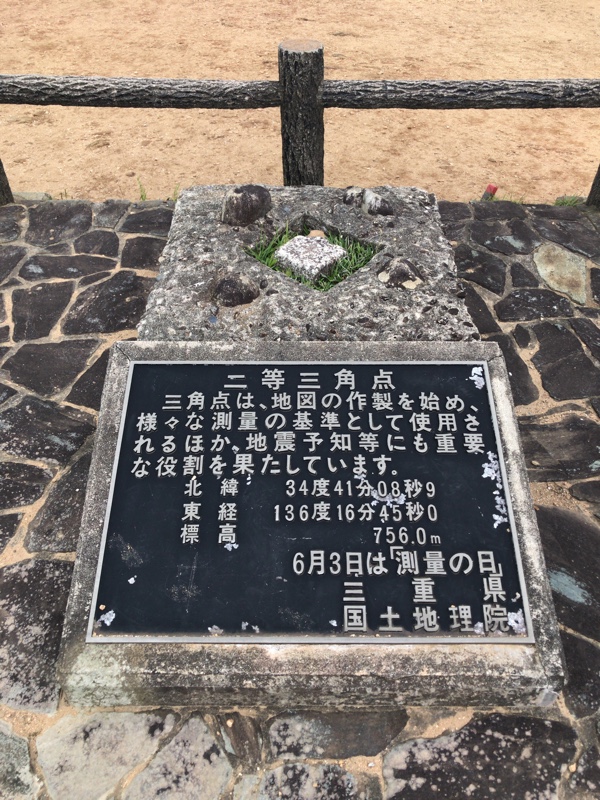 二等三角点
三角点は、地図の作製を始め、
様々な測量の基準として使用さ
れるほか、地震予知等にも重要
な役割を果たしています。
北緯 34度41分08秒9
東経 136度16分45秒0
標高 756.0m
6月3日は「測量の日」
三重県
国土地理院